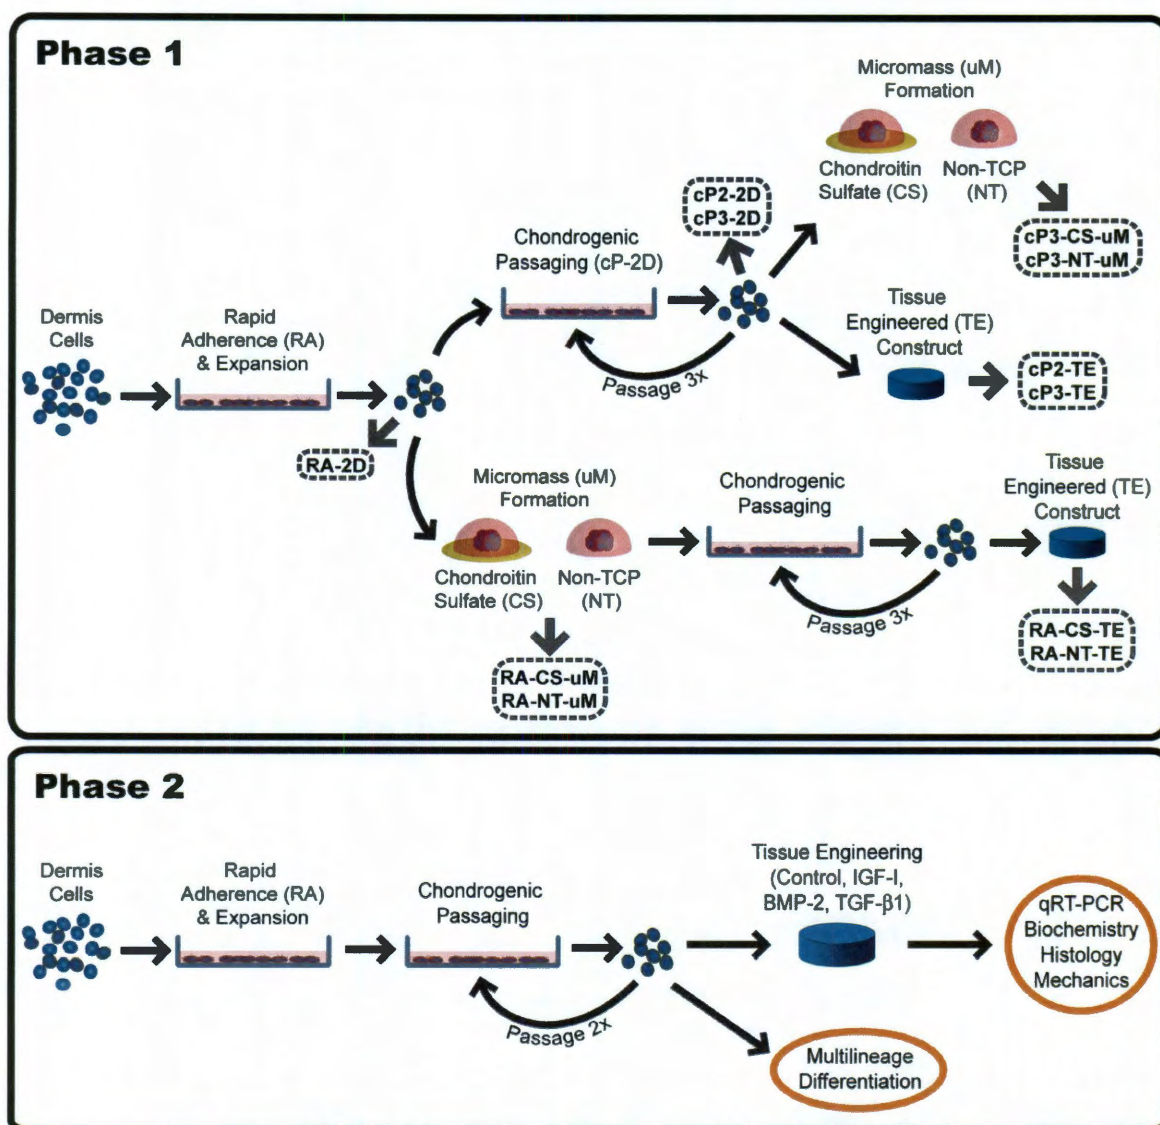 Phase 1
Micromass (uM)
Formation
Chondroitin
Sulfate (CS)
Non-TCP
(NT)
cP2-2D
cP3-2D
cP3-CS-uM
cP3-NT-uM
Chondrogenic
Passaging (cP-2D)
Passage 3x
Tissue
Engineered (TE)
Construct
cP2-TE
cP3-TE
Dermis
Cells
Rapid
Adherence (RA)
& Expansion
RA-2D
Micromass (uM)
Formation
Chondroitin
Sulfate (CS)
Non-TCP
(NT)
RA-CS-uM
RA-NT-uM
Chondrogenic
Passaging
Passage 3x
Tissue
Engineered (TE)
Construct
RA-CS-TE
RA-NT-TE
Phase 2
Dermis
Cells
Rapid
Adherence (RA)
& Expansion
Chondrogenic
Passaging
Passage 2x
Tissue Engineering
(Control, IGF-I,
BMP-2, TGF-β1)
qRT-PCR
Biochemistry
Histology
Mechanics
Multilineage
Differentiation